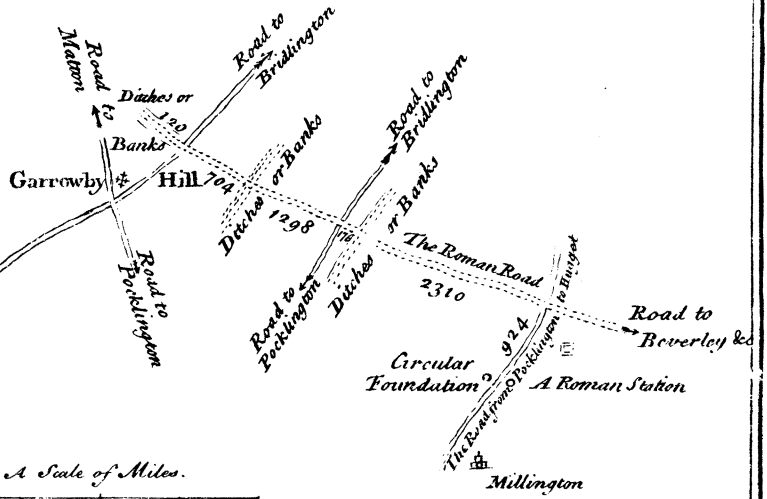 Road to
Malton
Road to
Bridlington
Ditches or
120
Banks
Garrowby Hill
704
Ditches or Banks
1298
Road to
Pocklington
Road to
Bridlington
176
Ditches or Banks
Road to
Pocklington
The Roman Road
2310
Road to
Beverley &c
924
The Road from Pocklington to Hunget
Circular
Foundation
A Roman Station
Millington
A Scale of Miles.